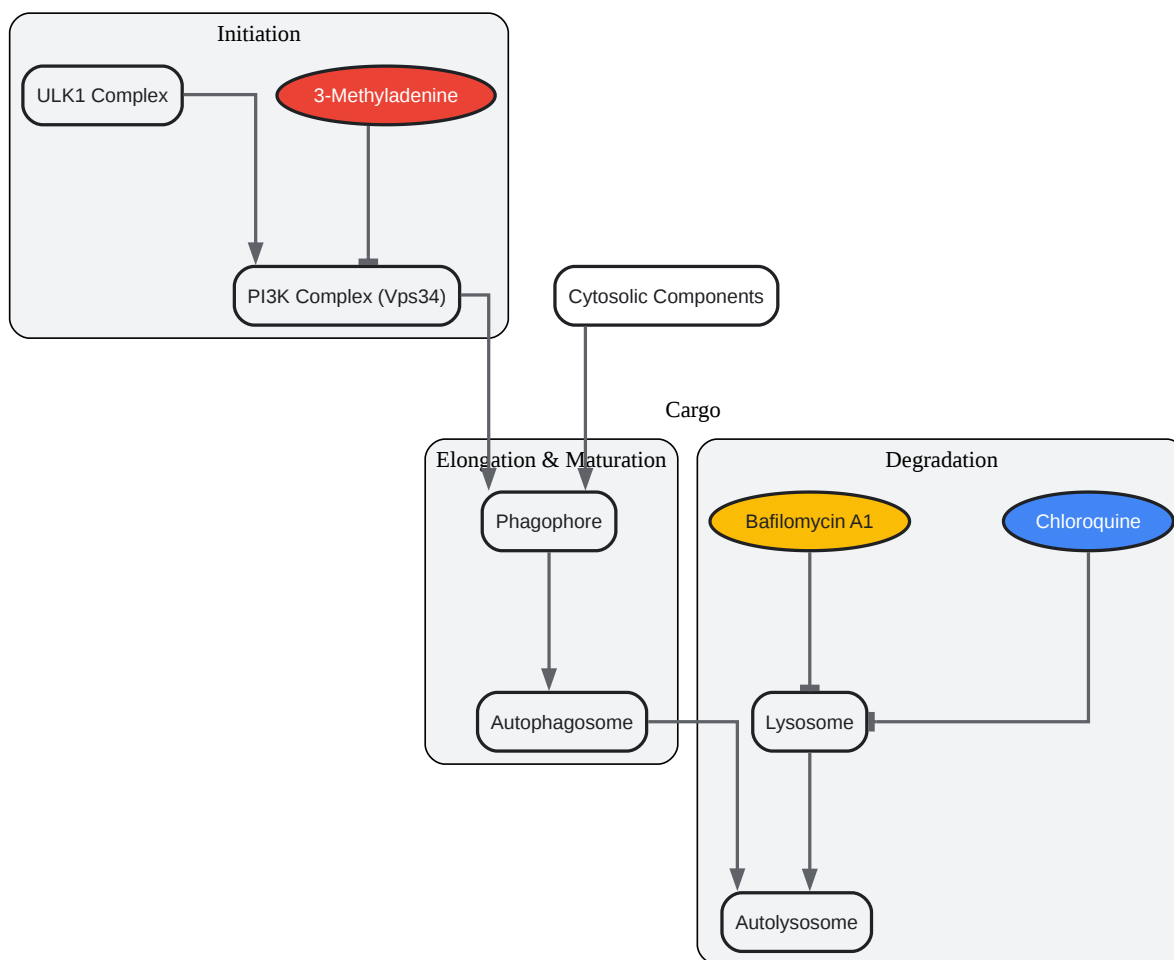 Initiation
ULK1 Complex
3-Methyladenine
PI3K Complex (Vps34)
Cytosolic Components
Cargo
Elongation & Maturation
Degradation
Phagophore
Bafilomycin A1
Chloroquine
Autophagosome
Lysosome
Autolysosome